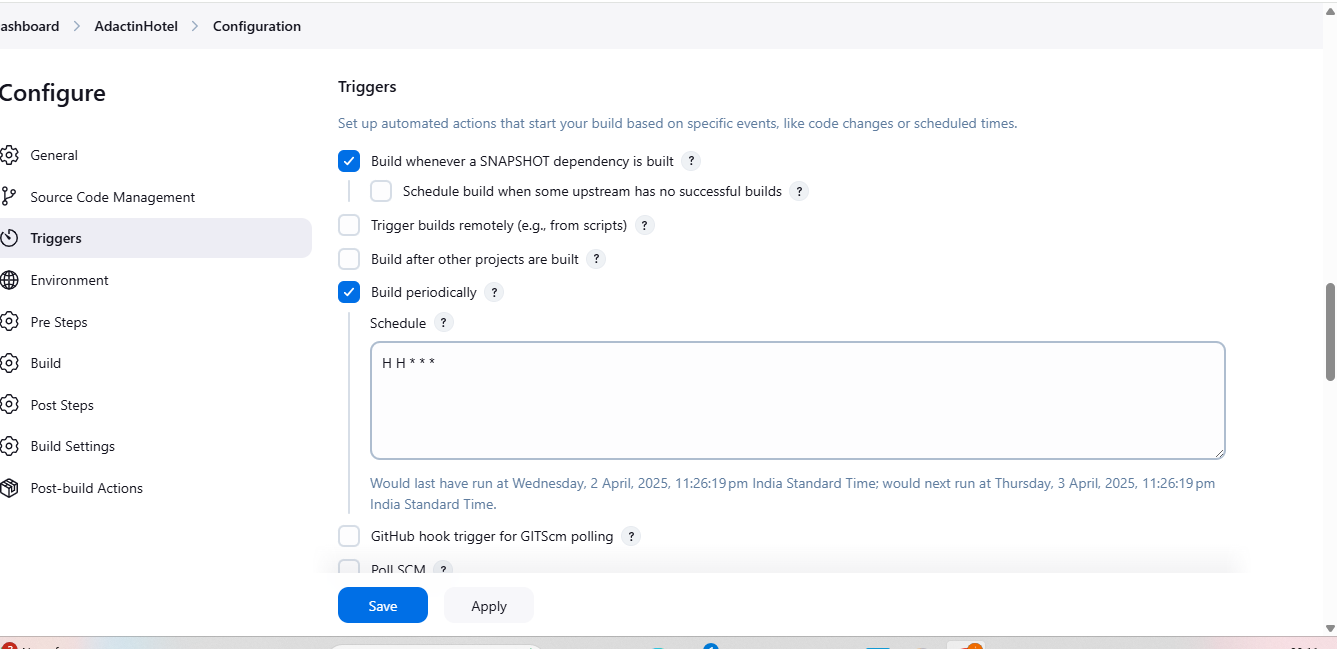 ashboard > AdactinHotel > Configuration
Configure
General
Source Code Management
Triggers
Environment
Pre Steps
Build
Post Steps
Build Settings
Post-build Actions
Triggers
Set up automated actions that start your build based on specific events, like code changes or scheduled times.
Build whenever a SNAPSHOT dependency is built ?
Schedule build when some upstream has no successful builds ?
Trigger builds remotely (e.g., from scripts) ?
Build after other projects are built ?
Build periodically ?
Schedule ?
H H * * *
Would last have run at Wednesday, 2 April, 2025, 11:26:19 pm India Standard Time; would next run at Thursday, 3 April, 2025, 11:26:19 pm
India Standard Time.
GitHub hook trigger for GITScm polling ?
Poll SCM ?
Save Apply